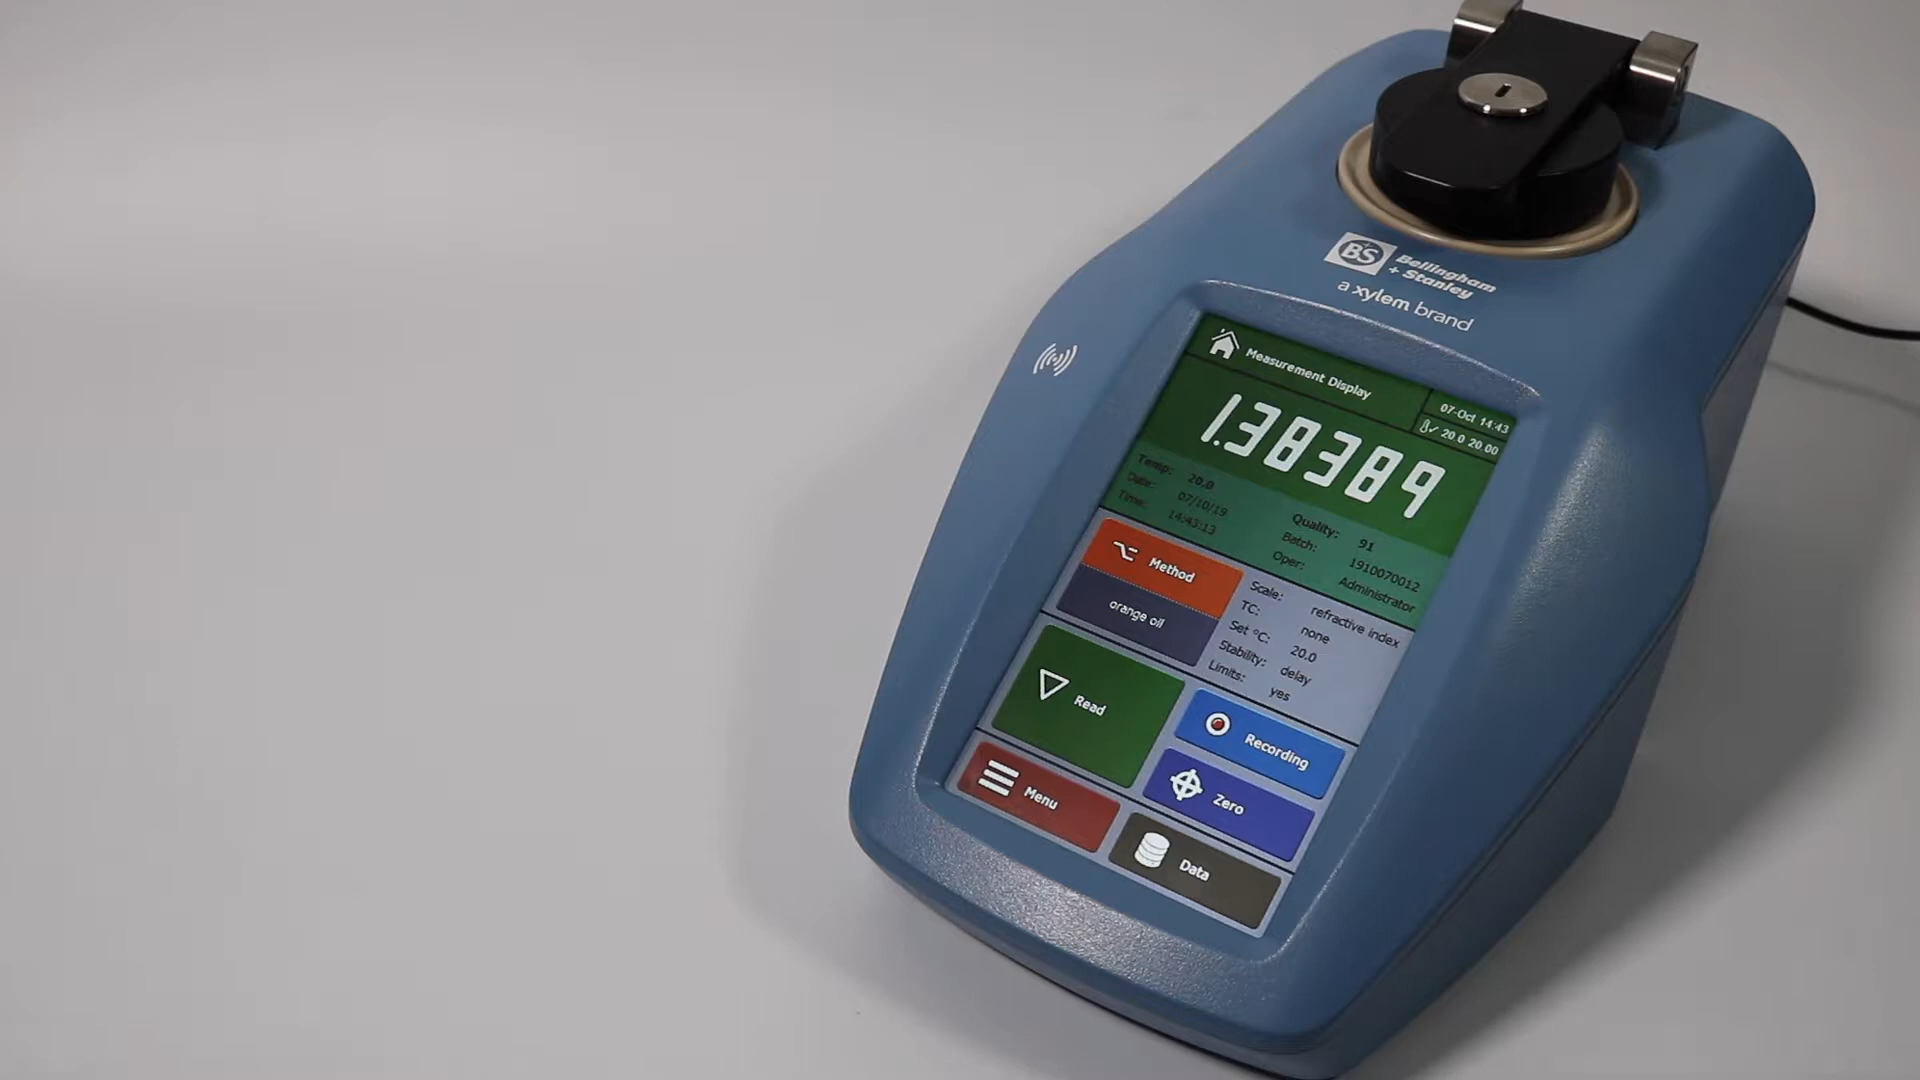 BS Bellingham
+ Stanley
a xylem brand
Measurement Display
07-Oct 14:43
20.0 20.00
1.38389
Temp: 20.0
Date: 07/10/19
Time: 14:43:13
Quality: 91
Batch: 1910070012
Oper: Administrator
Method
orange oil
Scale: refractive index
TC: none
Set °C: 20.0
Stability: delay
Limits: yes
Read
Recording
Zero
Menu
Data